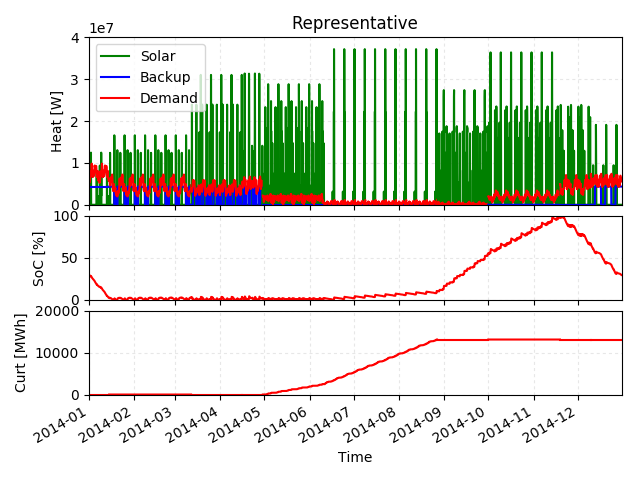 Representative
1e7
4
3
2
1
0
Heat [W]
Solar
Backup
Demand
100
50
0
SoC [%]
20000
10000
0
Curt [MWh]
2014-01
2014-02
2014-03
2014-04
2014-05
2014-06
2014-07
2014-08
2014-09
2014-10
2014-11
2014-12
Time